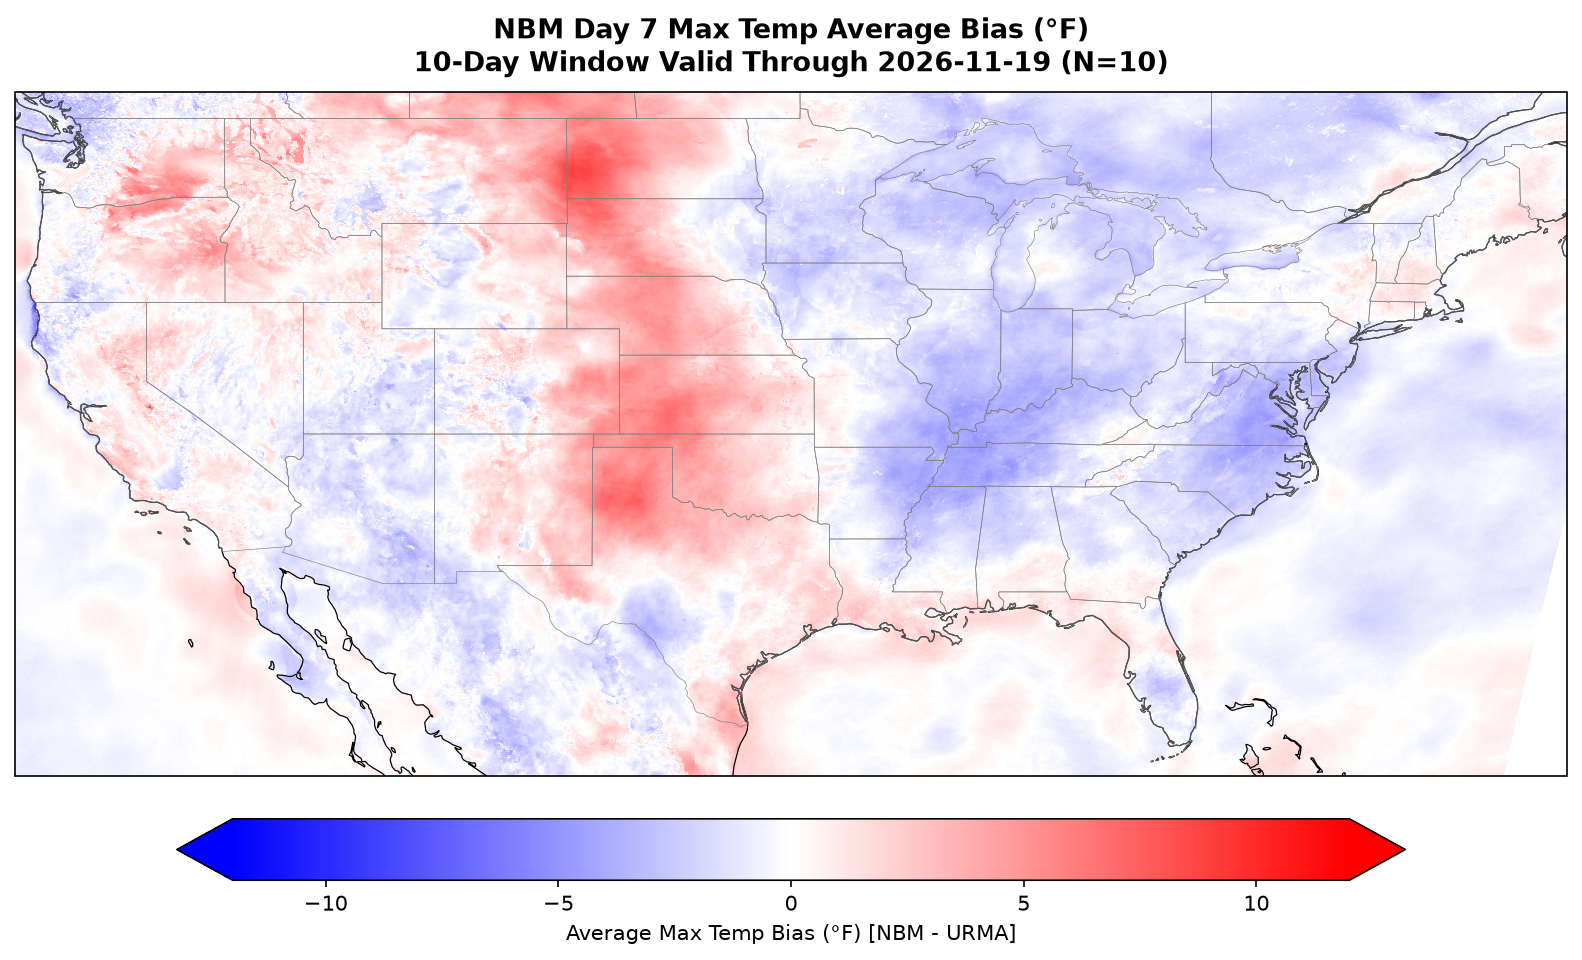 NBM Day 7 Max Temp Average Bias (°F)
10-Day Window Valid Through 2026-11-19 (N=10)
−10 −5 0 5 10
Average Max Temp Bias (°F) [NBM - URMA]